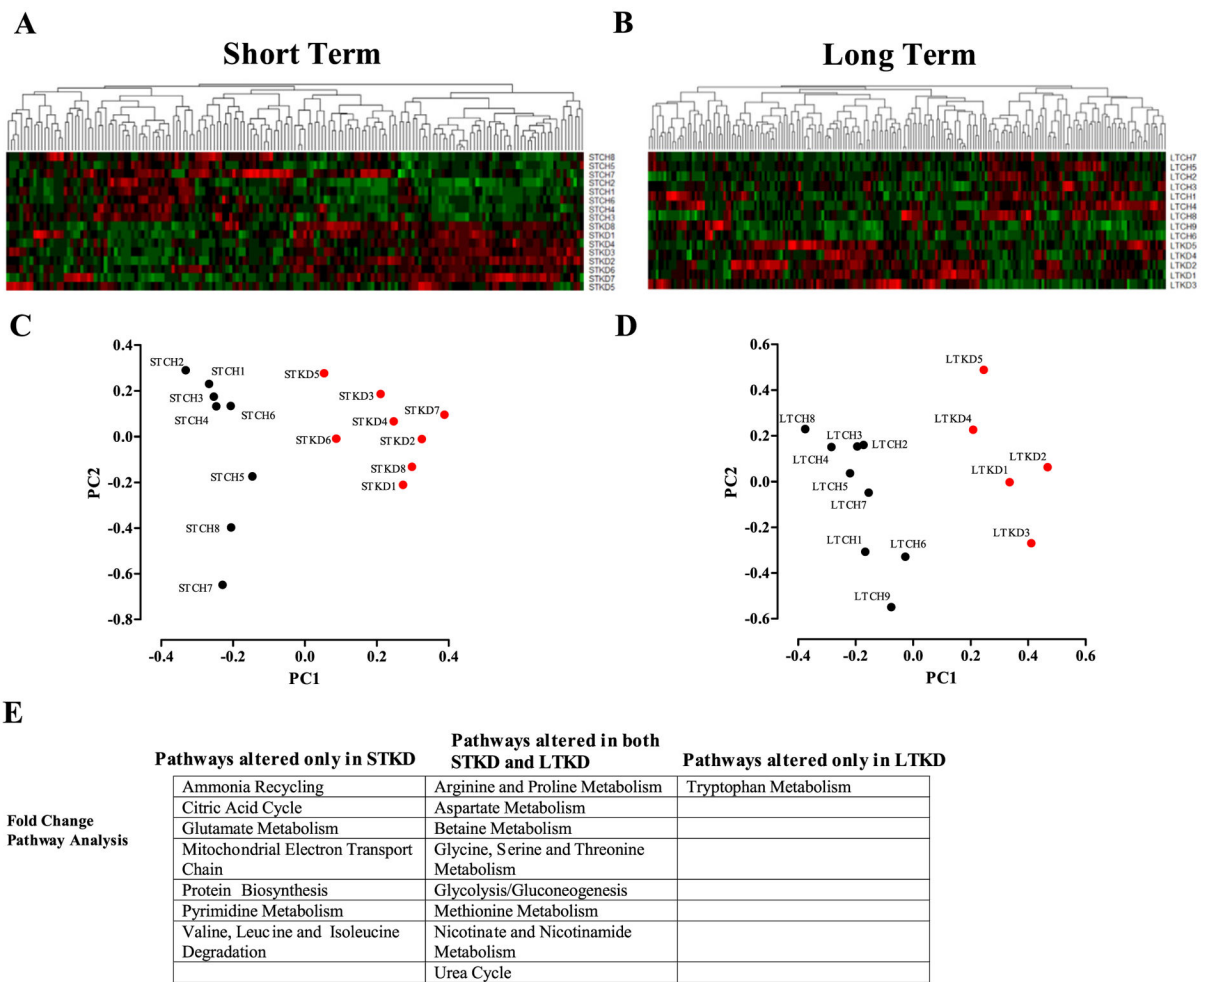 A
B
Short Term
Long Term
STCH8
STCH5
STCH7
STCH2
STCH1
STCH6
STCH4
STCH3
STKD8
STKD1
STKD4
STKD3
STKD2
STKD6
STKD7
STKD5
LTCH7
LTCH5
LTCH2
LTCH3
LTCH1
LTCH4
LTCH8
LTCH9
LTCH6
LTKD5
LTKD4
LTKD2
LTKD1
LTKD3
C
0.4
0.2
0.0
-0.2
-0.4
-0.6
-0.8
PC2
STCH2
STCH1
STCH3
STCH4
STCH6
STCH5
STCH8
STCH7
STKD5
STKD3
STKD7
STKD4
STKD6
STKD2
STKD8
STKD1
-0.4
-0.2
0.0
0.2
0.4
PC1
D
0.6
0.4
0.2
0.0
-0.2
-0.4
-0.6
PC2
LTKD5
LTCH8
LTKD4
LTCH3
LTCH2
LTCH4
LTKD2
LTKD1
LTCH5
LTCH7
LTKD3
LTCH1
LTCH6
LTCH9
-0.4
-0.2
0.0
0.2
0.4
0.6
PC1
E
Fold Change
Pathway Analysis
Pathways altered only in STKD
Pathways altered in both
STKD and LTKD
Pathways altered only in LTKD
Ammonia Recycling
Arginine and Proline Metabolism
Tryptophan Metabolism
Citric Acid Cycle
Aspartate Metabolism
Glutamate Metabolism
Betaine Metabolism
Mitochondrial Electron Transport
Chain
Glycine, Serine and Threonine
Metabolism
Protein Biosynthesis
Glycolysis/Gluconeogenesis
Pyrimidine Metabolism
Methionine Metabolism
Valine, Leucine and Isoleucine
Degradation
Nicotinate and Nicotinamide
Metabolism
Urea Cycle